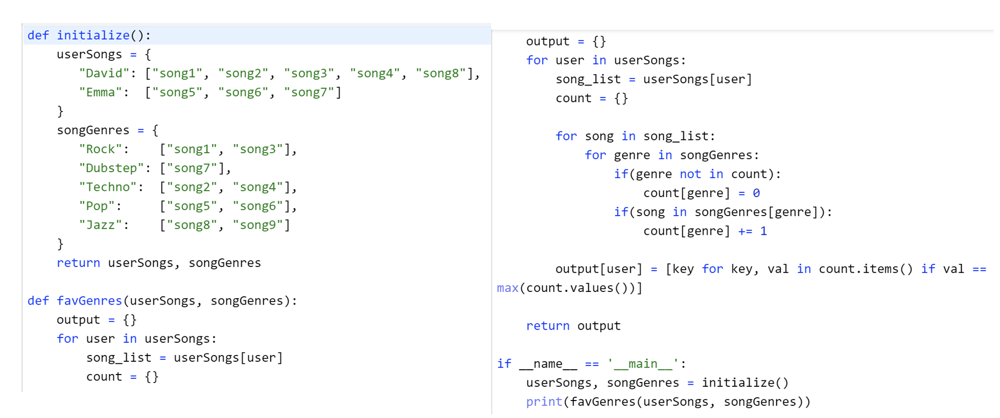 def initialize():
    userSongs = {
       "David": ["song1", "song2", "song3", "song4", "song8"],
       "Emma":  ["song5", "song6", "song7"]
    }
    songGenres = {
       "Rock":    ["song1", "song3"],
       "Dubstep": ["song7"],
       "Techno":  ["song2", "song4"],
       "Pop":     ["song5", "song6"],
       "Jazz":    ["song8", "song9"]
    }
    return userSongs, songGenres

def favGenres(userSongs, songGenres):
    output = {}
    for user in userSongs:
        song_list = userSongs[user]
        count = {}
    output = {}
    for user in userSongs:
        song_list = userSongs[user]
        count = {}

        for song in song_list:
            for genre in songGenres:
                if(genre not in count):
                    count[genre] = 0
                if(song in songGenres[genre]):
                    count[genre] += 1

        output[user] = [key for key, val in count.items() if val ==
max(count.values())]

    return output

if __name__ == '__main__':
    userSongs, songGenres = initialize()
    print(favGenres(userSongs, songGenres))